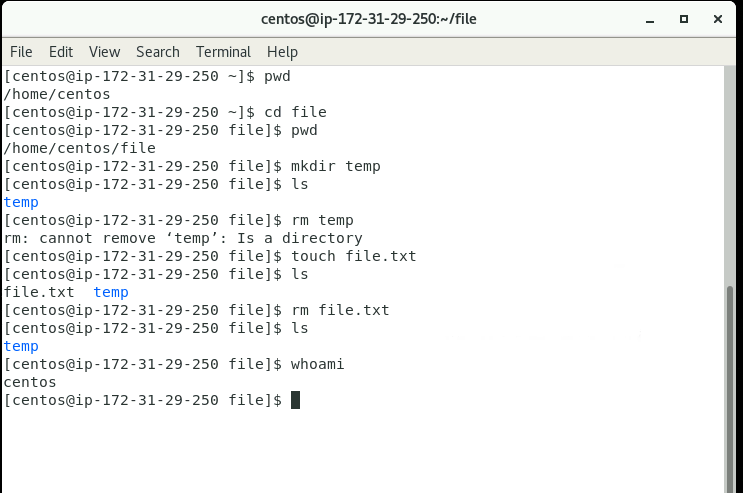 centos@ip-172-31-29-250:~/file
File Edit View Search Terminal Help
[centos@ip-172-31-29-250 ~]$ pwd
/home/centos
[centos@ip-172-31-29-250 ~]$ cd file
[centos@ip-172-31-29-250 file]$ pwd
/home/centos/file
[centos@ip-172-31-29-250 file]$ mkdir temp
[centos@ip-172-31-29-250 file]$ ls
temp
[centos@ip-172-31-29-250 file]$ rm temp
rm: cannot remove ‘temp’: Is a directory
[centos@ip-172-31-29-250 file]$ touch file.txt
[centos@ip-172-31-29-250 file]$ ls
file.txt  temp
[centos@ip-172-31-29-250 file]$ rm file.txt
[centos@ip-172-31-29-250 file]$ ls
temp
[centos@ip-172-31-29-250 file]$ whoami
centos
[centos@ip-172-31-29-250 file]$